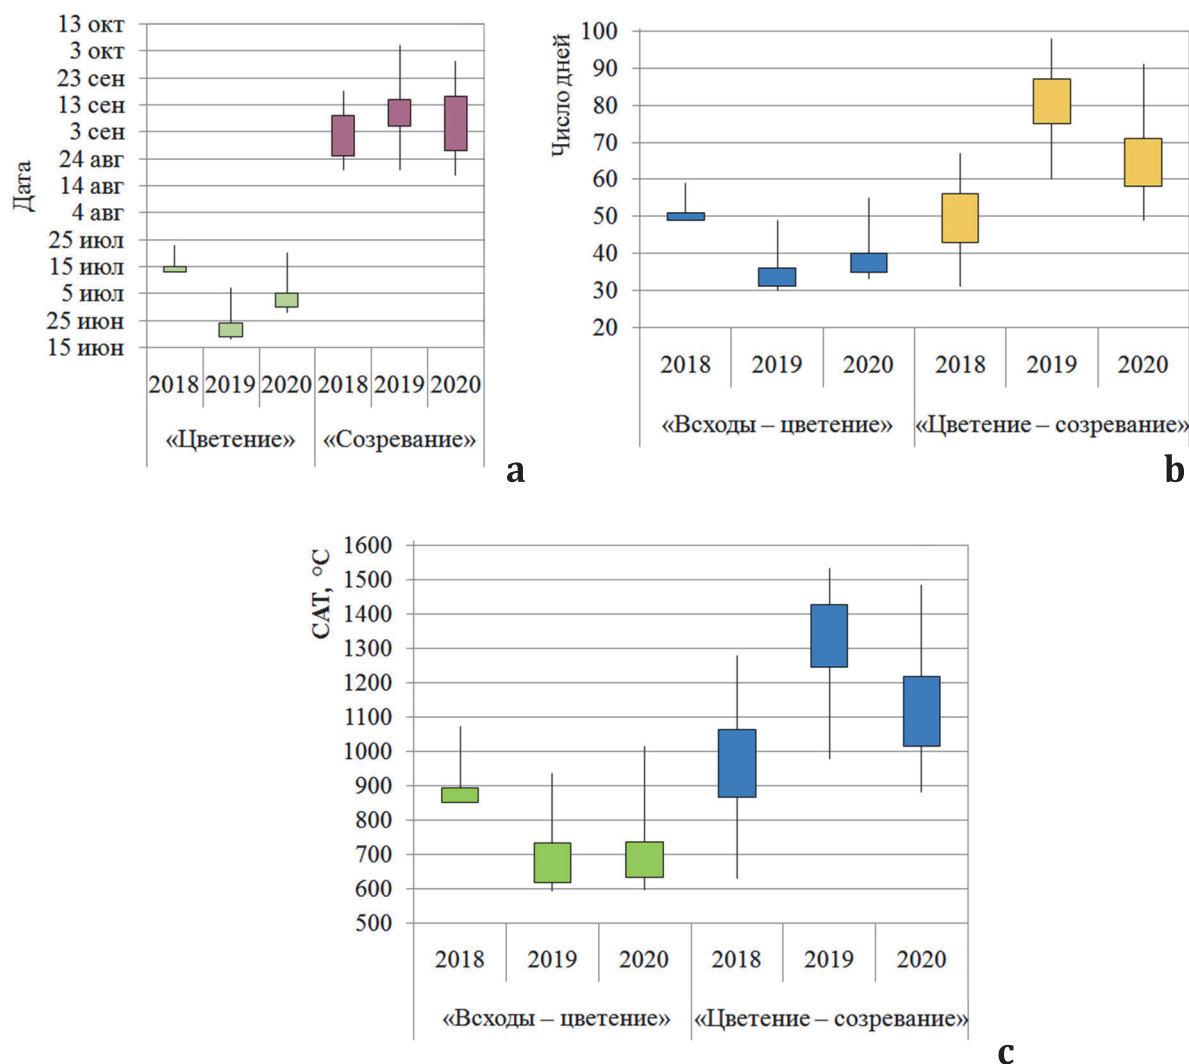 Дата
13 окт
3 окт
23 сен
13 сен
3 сен
24 авг
14 авг
4 авг
25 июл
15 июл
5 июл
25 июн
15 июн
2018 2019 2020 2018 2019 2020
«Цветение» «Созревание»
a
Число дней
100
90
80
70
60
50
40
30
20
2018 2019 2020 2018 2019 2020
«Всходы – цветение» «Цветение – созревание»
b
САТ, °С
1600
1500
1400
1300
1200
1100
1000
900
800
700
600
500
2018 2019 2020 2018 2019 2020
«Всходы – цветение» «Цветение – созревание»
c